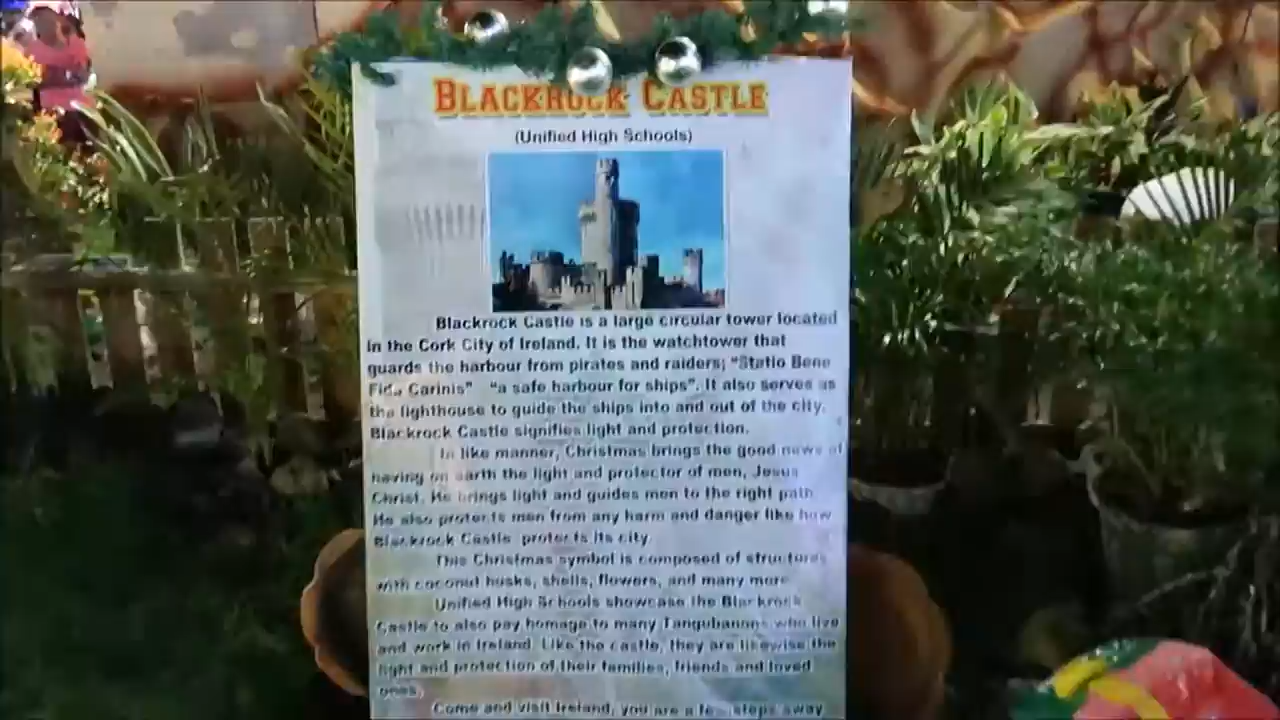 BLACKROCK CASTLE
(Unified High Schools)
Blackrock Castle is a large circular tower located
in the Cork City of Ireland. It is the watchtower that
guards the harbour from pirates and raiders; "Statio Bene
Carinis" "a safe harbour for ships". It also serves as
the lighthouse to guide the ships into and out of the city.
Blackrock Castle signifies light and protection.
In like manner, Christmas brings the good news of
having on earth the light and protector of men, Jesus
Christ. He brings light and guides men to the right path
He also protects men from any harm and danger like how
Blackrock Castle protects its city.
This Christmas symbol is composed of structures
with coconut husks, shells, flowers, and many more
Unified High Schools showcase the Blackrock
Castle to also pay homage to many Tangubanons who live
and work in Ireland. Like the castle, they are likewise the
light and protection of their families, friends and loved
ones.
Come and visit Ireland, you are a steps away